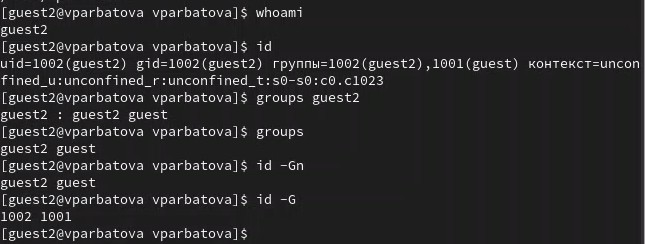 [guest2@vparbatova vparbatova]$ whoami
guest2
[guest2@vparbatova vparbatova]$ id
uid=1002(guest2) gid=1002(guest2) группы=1002(guest2),1001(guest) контекст=uncon
fined_u:unconfined_r:unconfined_t:s0-s0:c0.c1023
[guest2@vparbatova vparbatova]$ groups guest2
guest2 : guest2 guest
[guest2@vparbatova vparbatova]$ groups
guest2 guest
[guest2@vparbatova vparbatova]$ id -Gn
guest2 guest
[guest2@vparbatova vparbatova]$ id -G
1002 1001
[guest2@vparbatova vparbatova]$